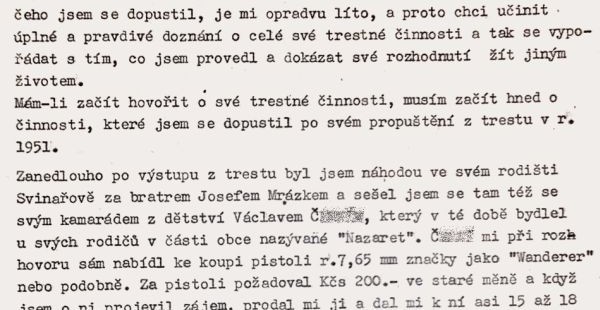 čeho jsem se dopustil, je mi opradvu líto, a proto chci učinit
úplné a pravdivé doznání o celé své trestné činnosti a tak se vypo-
řádat s tím, co jsem provedl a dokázat své rozhodnutí žít jiným
životem.
Mám-li začít hovořit o své trestné činnosti, musím začít hned o
činnosti, které jsem se dopustil po svém propuštění z trestu v r.
1951.
Zanedlouho po výstupu z trestu byl jsem náhodou ve svém rodišti
Svinařově za bratrem Josefem Mrázkem a sešel jsem se tam též se
svým kamarádem z dětství Václavem Č, který v té době bydlel
u svých rodičů v části obce nazývané "Nazaret". Č mi při rozh
hovoru sám nabídl ke koupi pistoli r.7,65 mm značky jako "Wanderer"
nebo podobně. Za pistoli požadoval Kčs 200.- ve staré měně a když
jsem o ni projevil zájem, prodal mi ji a dal mi k ní asi 15 až 18